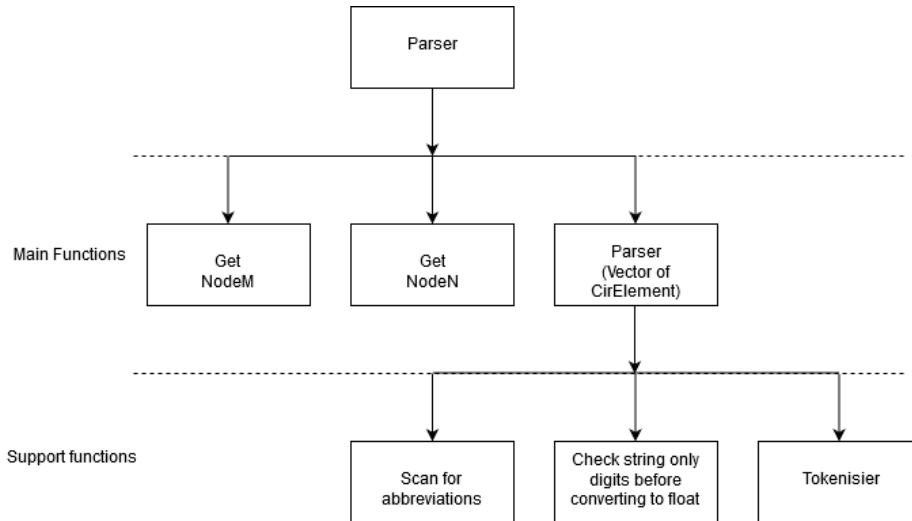 Parser
Main Functions
Get
NodeM
Get
NodeN
Parser
(Vector of
CirElement)
Support functions
Scan for
abbreviations
Check string only
digits before
converting to float
Tokenisier